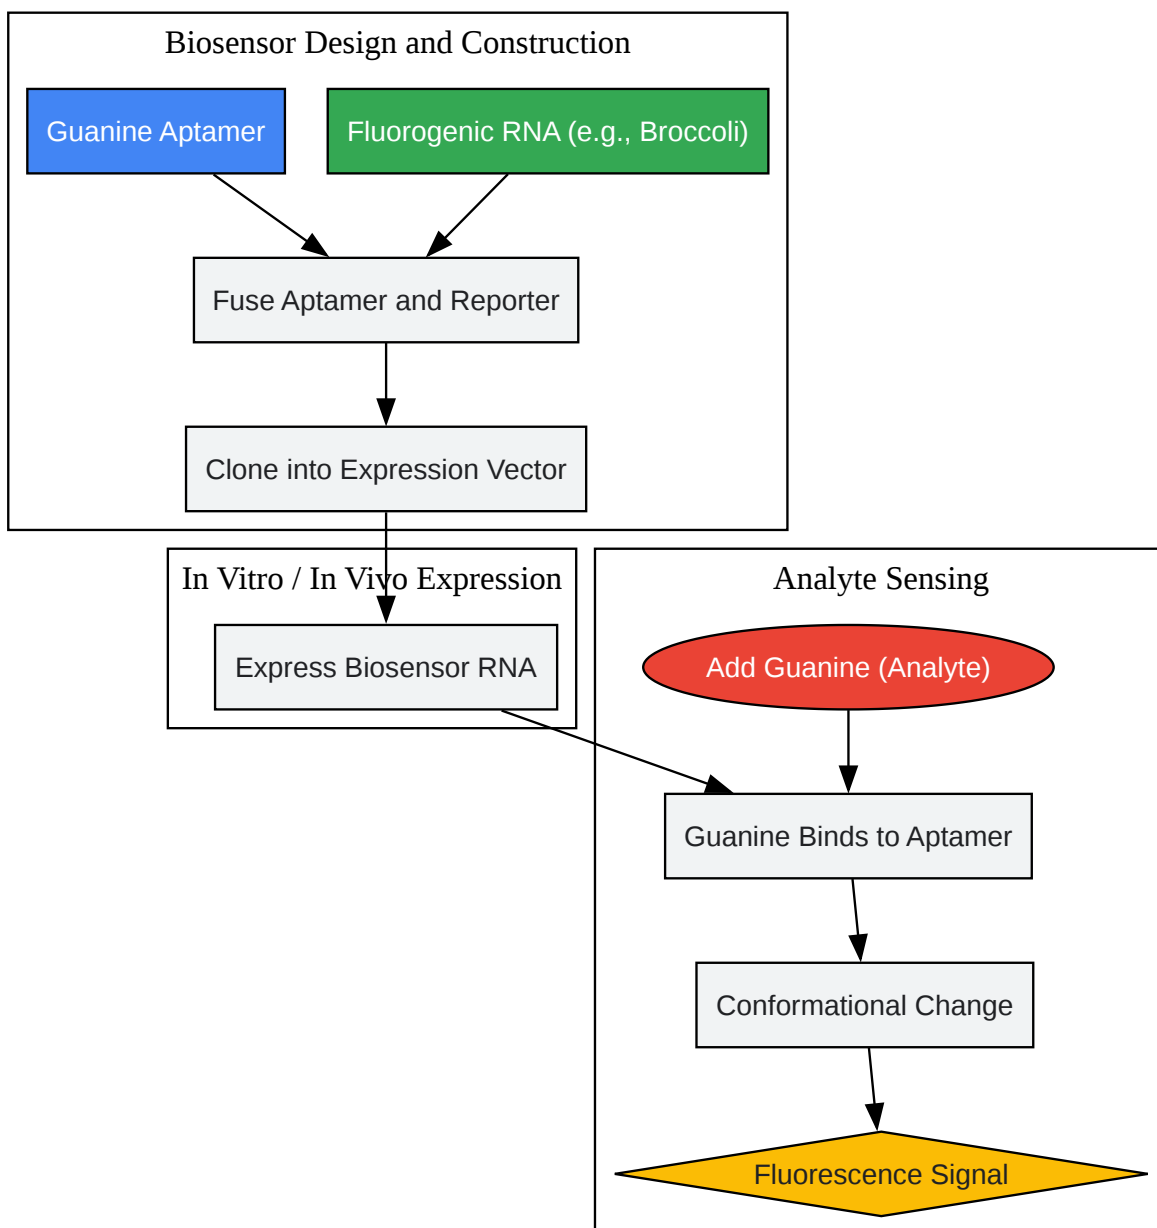 Biosensor Design and Construction
Guanine Aptamer
Fluorogenic RNA (e.g., Broccoli)
Fuse Aptamer and Reporter
Clone into Expression Vector
In Vitro / In Vivo Expression
Express Biosensor RNA
Analyte Sensing
Add Guanine (Analyte)
Guanine Binds to Aptamer
Conformational Change
Fluorescence Signal